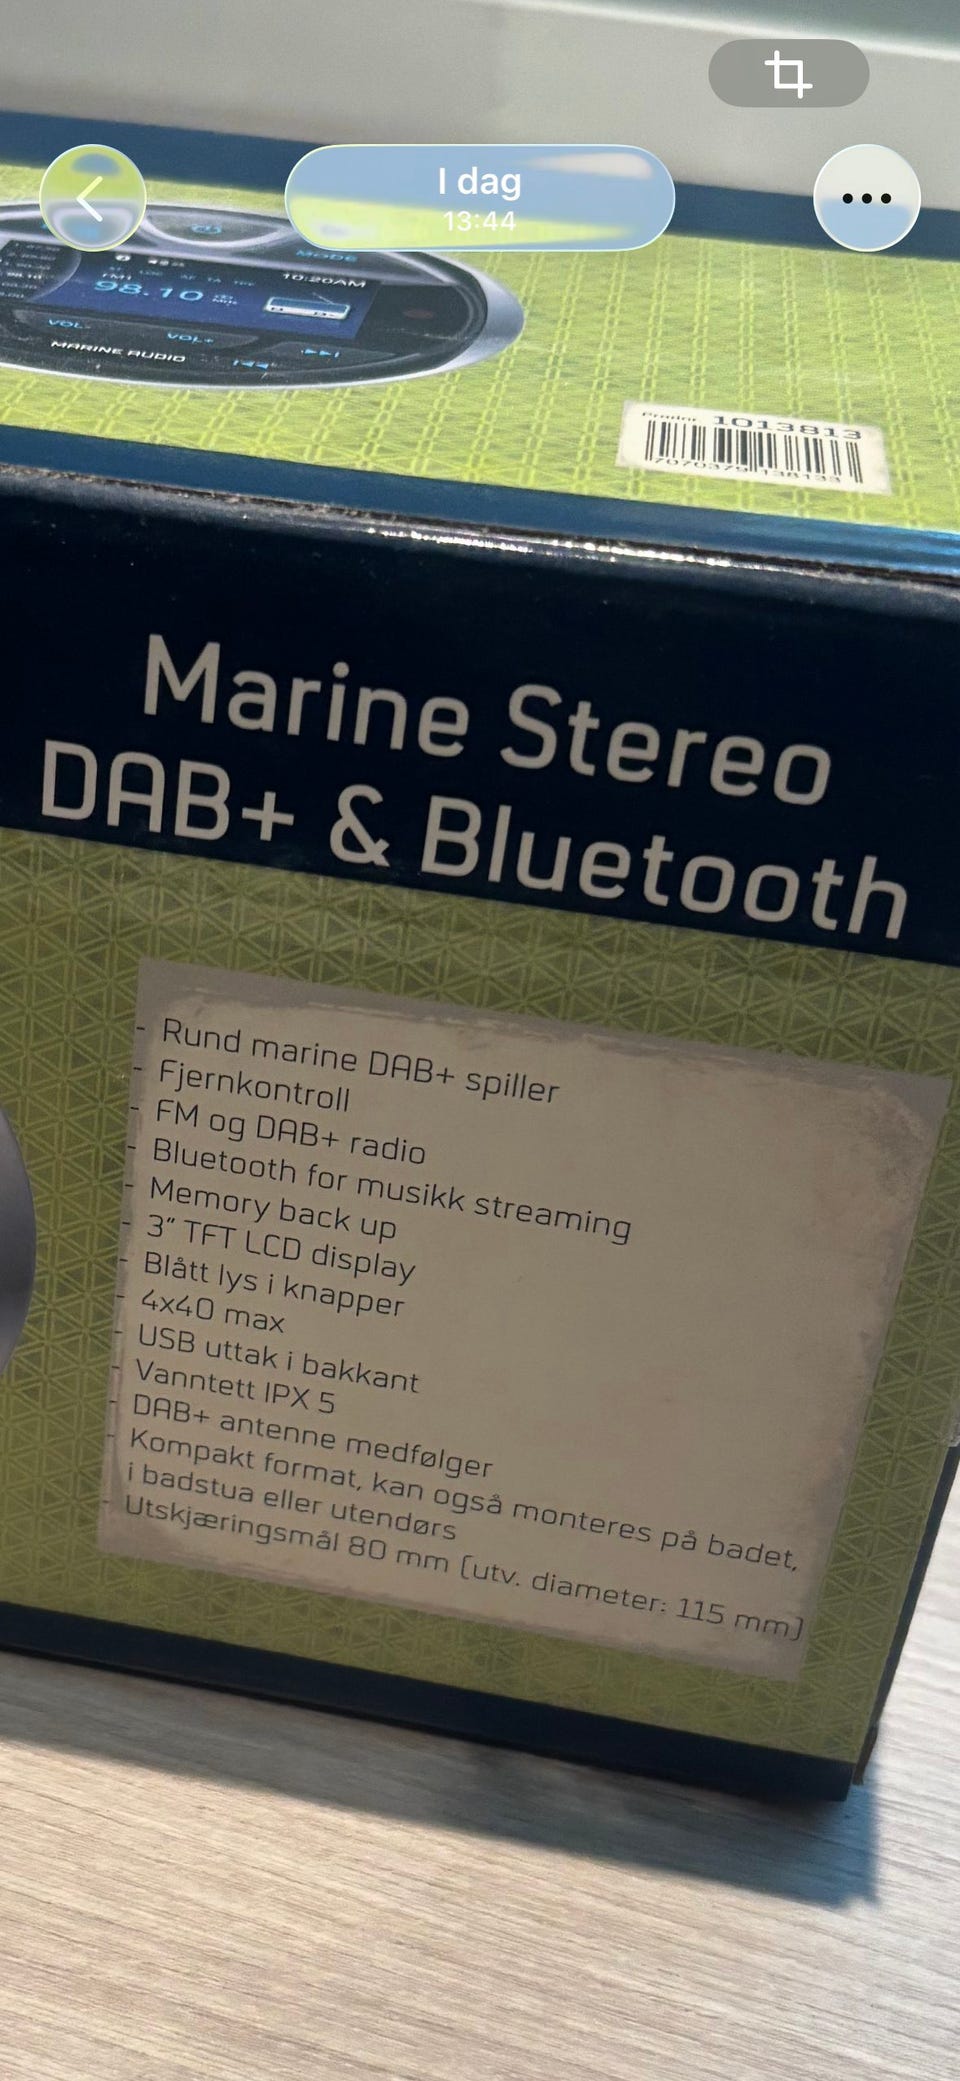 I dag
13:44
MODE
10:20AM
98.10
VOL-
VOL+
MARINE AUDIO
Prodnr. 1013813
7070379 138133
Marine Stereo
DAB+ & Bluetooth
- Rund marine DAB+ spiller
- Fjernkontroll
- FM og DAB+ radio
- Bluetooth for musikk streaming
- Memory back up
- 3” TFT LCD display
- Blått lys i knapper
- 4x40 max
- USB uttak i bakkant
- Vanntett IPX 5
- DAB+ antenne medfølger
- Kompakt format, kan også monteres på badet,
i badstua eller utendørs
- Utskjæringsmål 80 mm (utv. diameter: 115 mm)